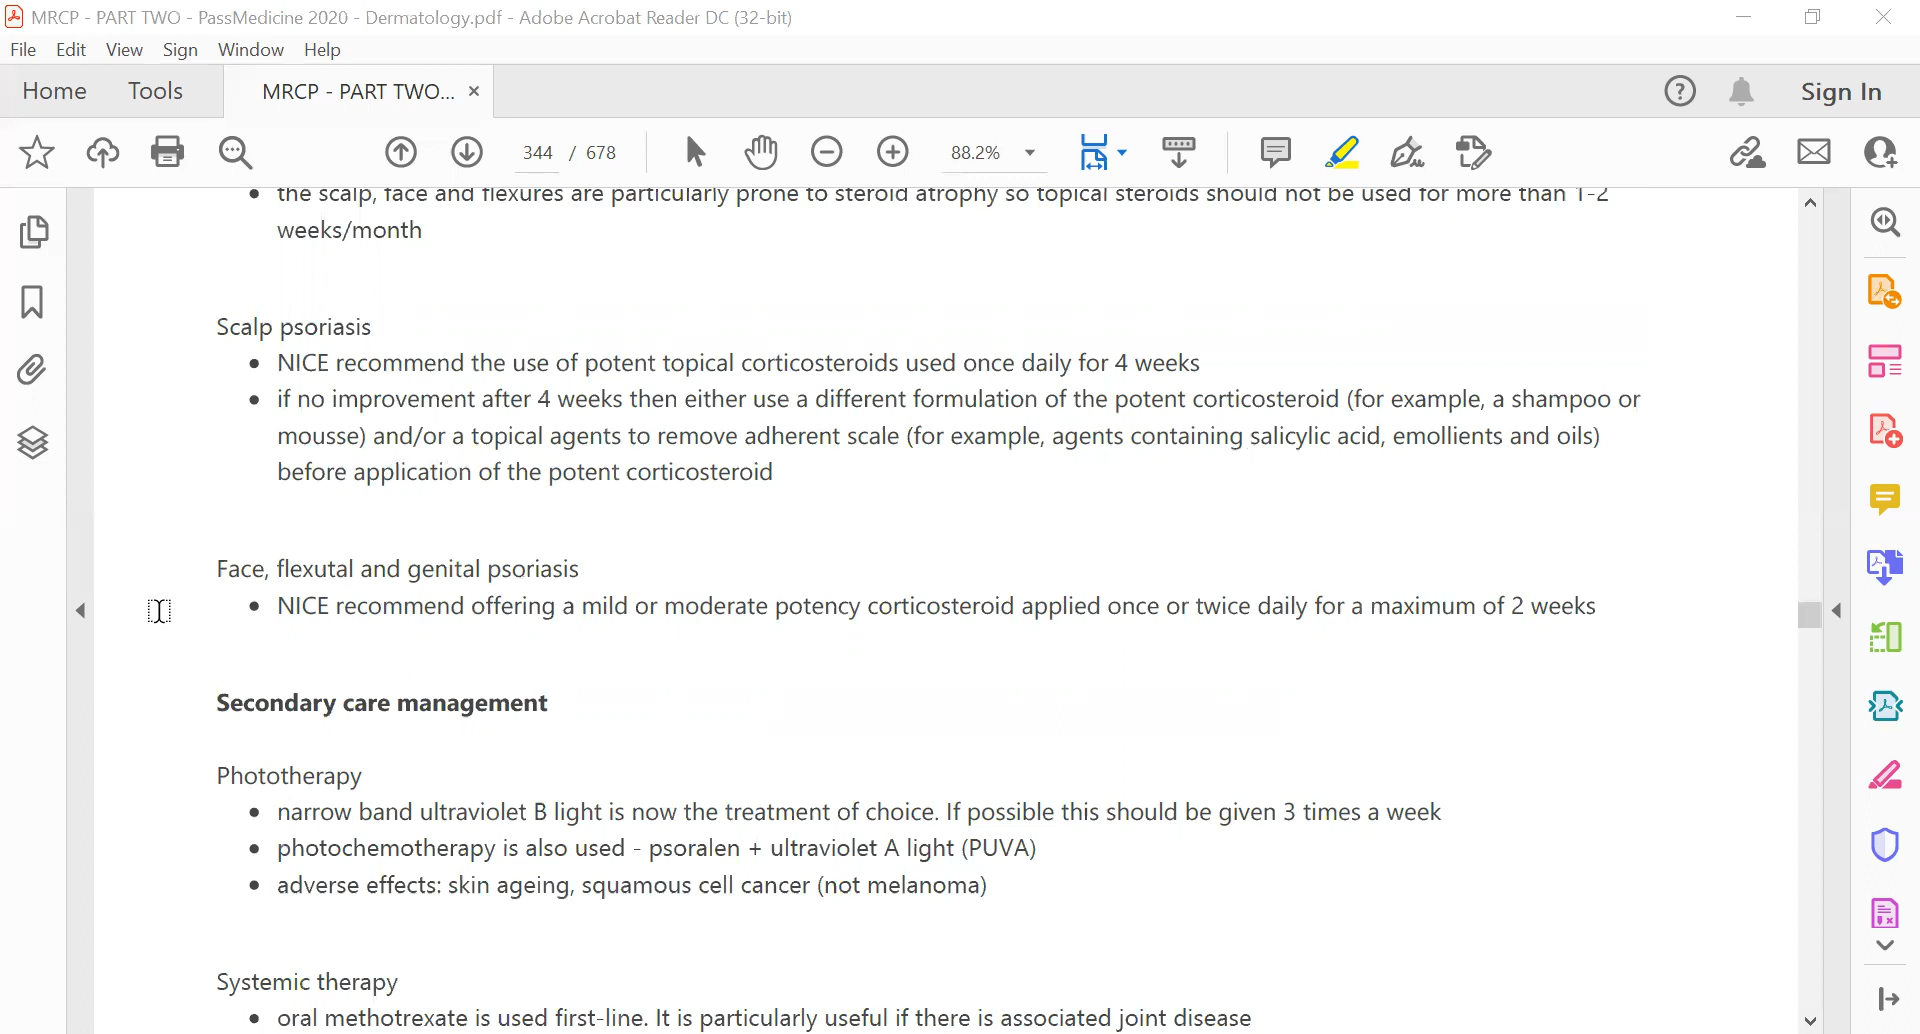 MRCP - PART TWO - PassMedicine 2020 - Dermatology.pdf - Adobe Acrobat Reader DC (32-bit)
File Edit View Sign Window Help
Home Tools MRCP - PART TWO... × Sign In
344 / 678 88.2%
the scalp, face and flexures are particularly prone to steroid atrophy so topical steroids should not be used for more than 1-2
weeks/month
Scalp psoriasis
• NICE recommend the use of potent topical corticosteroids used once daily for 4 weeks
• if no improvement after 4 weeks then either use a different formulation of the potent corticosteroid (for example, a shampoo or
mousse) and/or a topical agents to remove adherent scale (for example, agents containing salicylic acid, emollients and oils)
before application of the potent corticosteroid
Face, flexutal and genital psoriasis
• NICE recommend offering a mild or moderate potency corticosteroid applied once or twice daily for a maximum of 2 weeks
Secondary care management
Phototherapy
• narrow band ultraviolet B light is now the treatment of choice. If possible this should be given 3 times a week
• photochemotherapy is also used - psoralen + ultraviolet A light (PUVA)
• adverse effects: skin ageing, squamous cell cancer (not melanoma)
Systemic therapy
• oral methotrexate is used first-line. It is particularly useful if there is associated joint disease